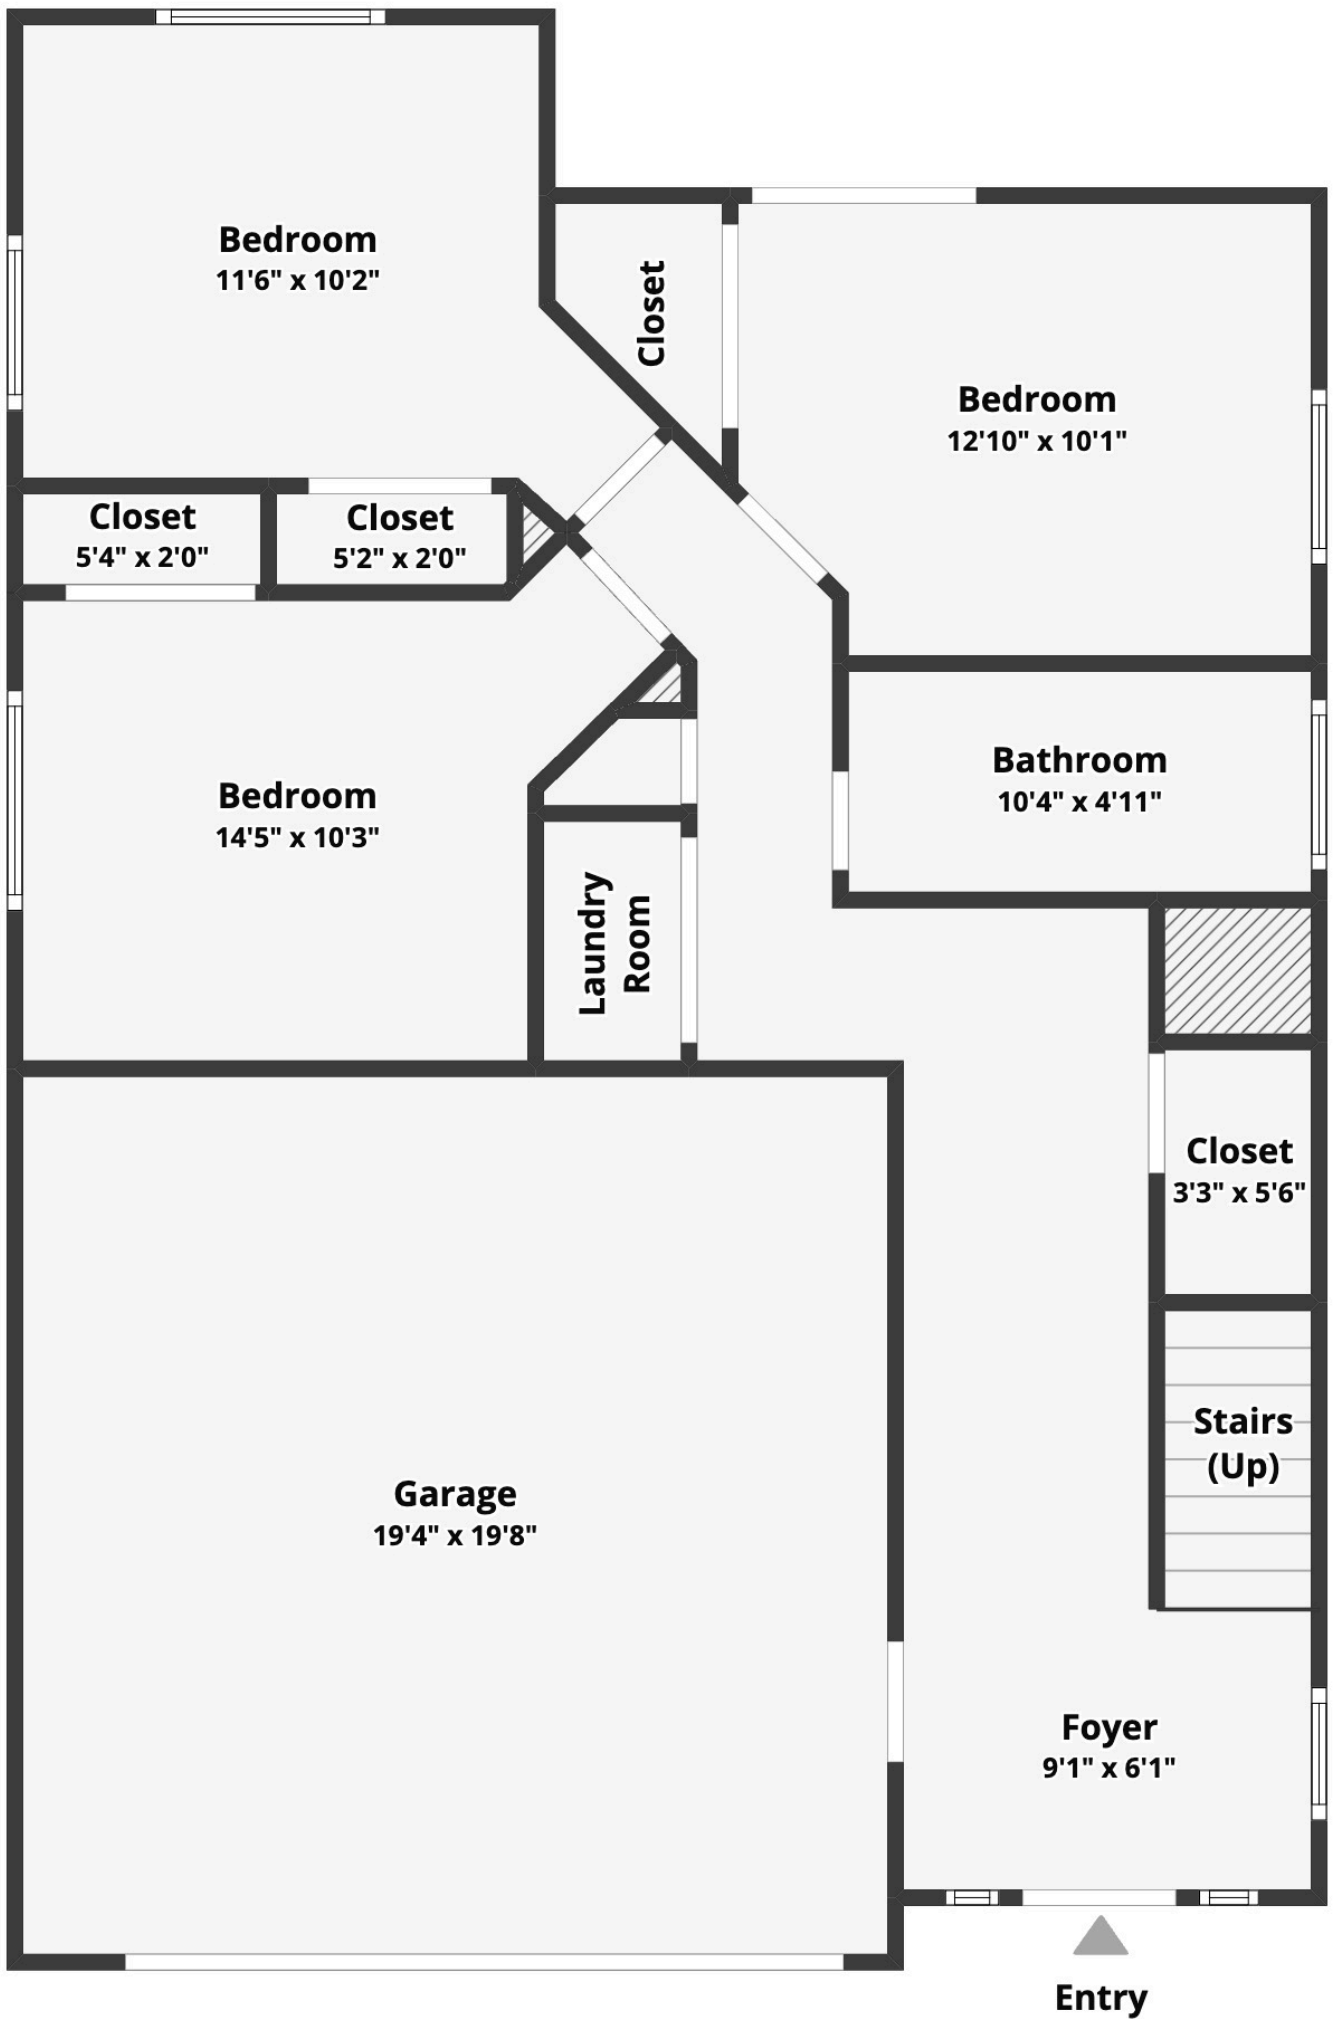 Bedroom
11'6" x 10'2"
Closet
Bedroom
12'10" x 10'1"
Closet
5'4" x 2'0"
Closet
5'2" x 2'0"
Bedroom
14'5" x 10'3"
Bathroom
10'4" x 4'11"
Laundry
Room
Closet
3'3" x 5'6"
Stairs
(Up)
Garage
19'4" x 19'8"
Foyer
9'1" x 6'1"
Entry